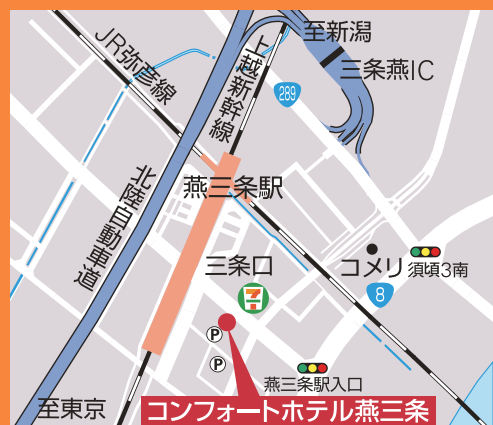 至新潟
JR弥彦線
上越新幹線
三条燕IC
289
北陸自動車道
燕三条駅
三条口
コメリ
須頃3南
8
7
P
P
燕三条駅入口
至東京
コンフォートホテル燕三条